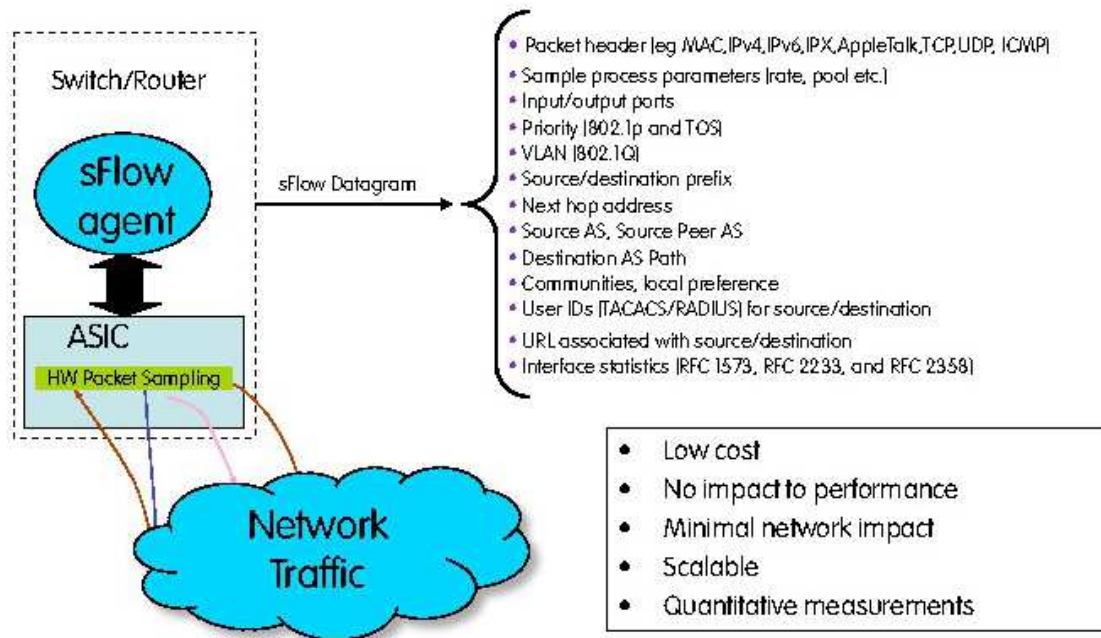 Switch/Router
sFlow
agent
ASIC
HW Packet Sampling
Network
Traffic
sFlow Datagram
• Packet header (eg MAC,IPv4,IPv6,IPX,AppleTalk,TCP,UDP, ICMP)
• Sample process parameters (rate, pool etc.)
• Input/output ports
• Priority (802.1p and TOS)
• VLAN (802.1Q)
• Source/destination prefix
• Next hop address
• Source AS, Source Peer AS
• Destination AS Path
• Communities, local preference
• User IDs (TACACS/RADIUS) for source/destination
• URL associated with source/destination
• Interface statistics (RFC 1573, RFC 2233, and RFC 2358)
• Low cost
• No impact to performance
• Minimal network impact
• Scalable
• Quantitative measurements